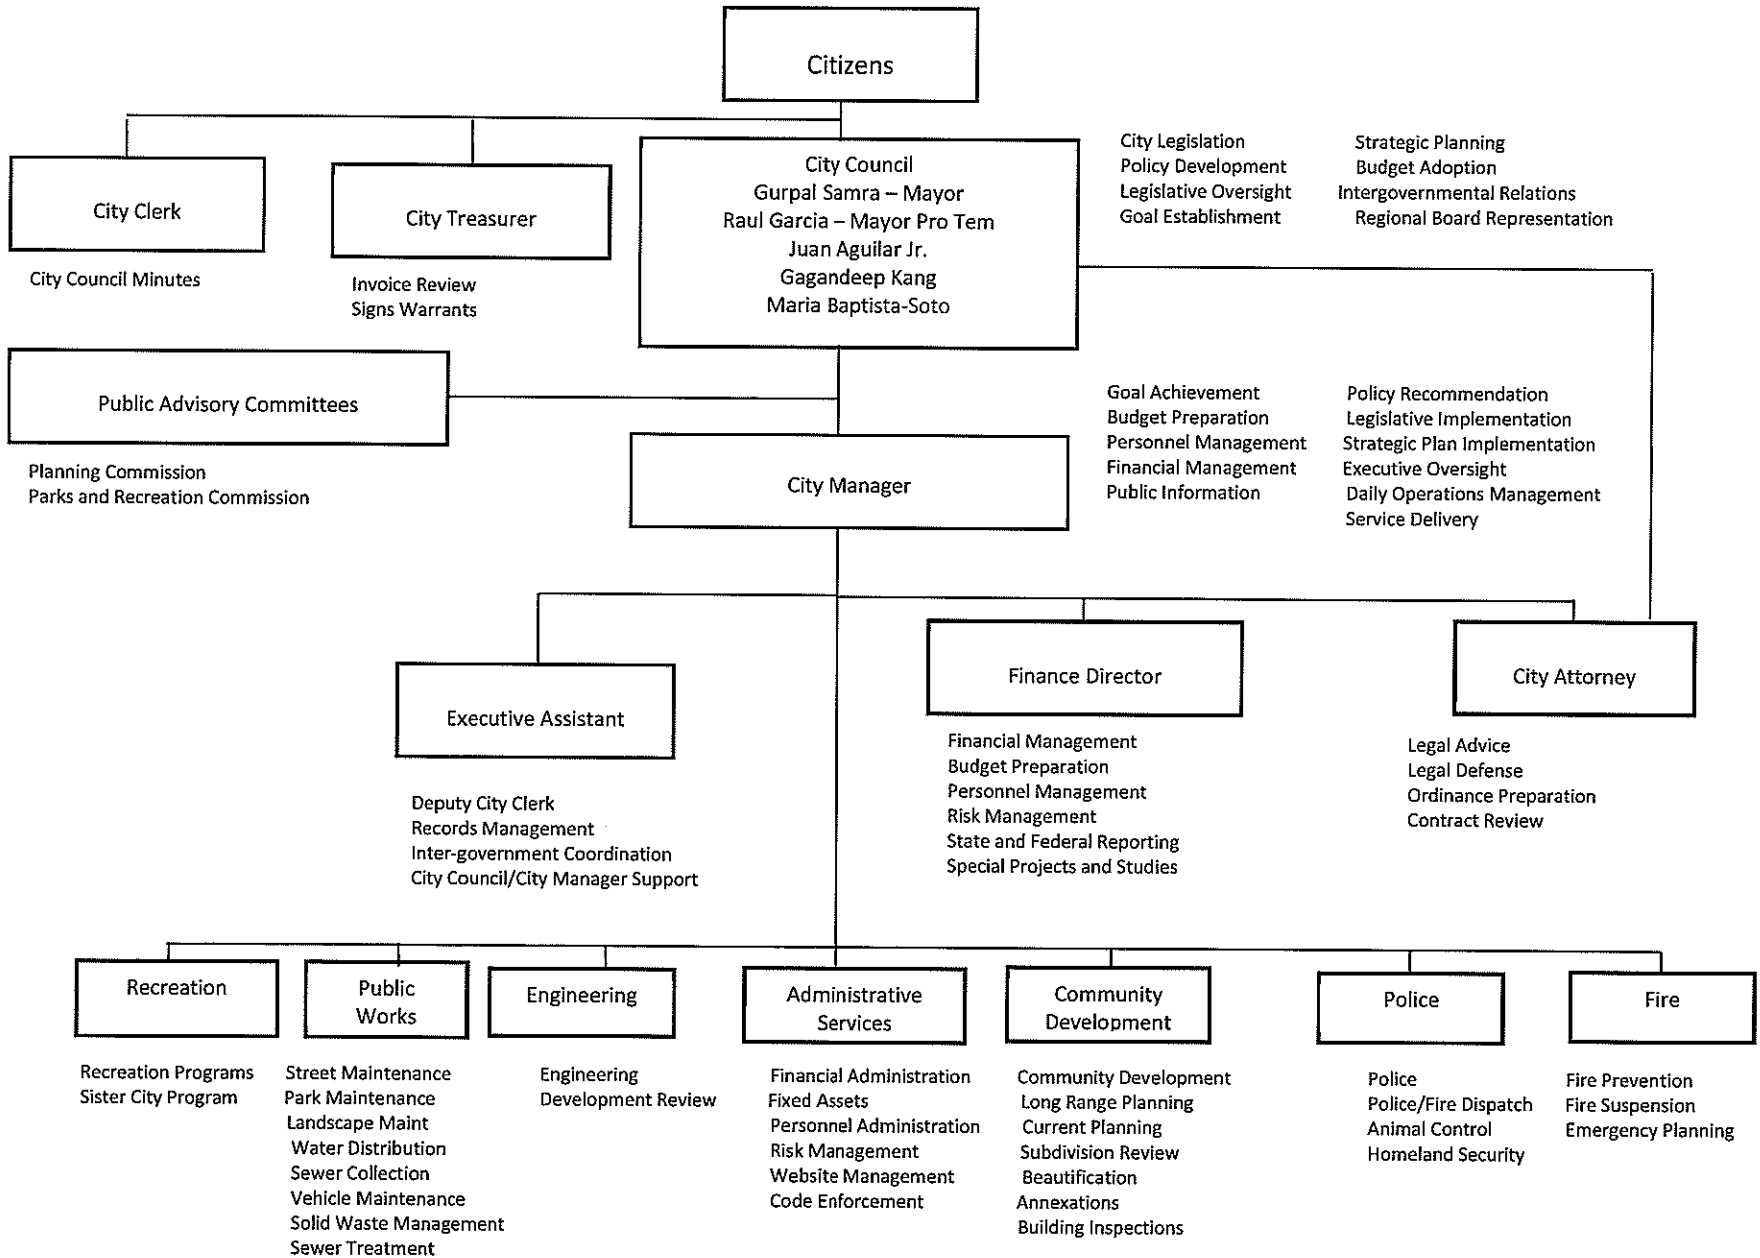 Citizens
City Clerk
City Council Minutes
City Treasurer
Invoice Review
Signs Warrants
City Council
Gurpal Samra – Mayor
Raul Garcia – Mayor Pro Tem
Juan Aguilar Jr.
Gagandeep Kang
Maria Baptista-Soto
City Legislation
Policy Development
Legislative Oversight
Goal Establishment
Strategic Planning
Budget Adoption
Intergovernmental Relations
Regional Board Representation
Public Advisory Committees
Planning Commission
Parks and Recreation Commission
City Manager
Goal Achievement
Budget Preparation
Personnel Management
Financial Management
Public Information
Policy Recommendation
Legislative Implementation
Strategic Plan Implementation
Executive Oversight
Daily Operations Management
Service Delivery
Executive Assistant
Deputy City Clerk
Records Management
Inter-government Coordination
City Council/City Manager Support
Finance Director
Financial Management
Budget Preparation
Personnel Management
Risk Management
State and Federal Reporting
Special Projects and Studies
City Attorney
Legal Advice
Legal Defense
Ordinance Preparation
Contract Review
Recreation
Recreation Programs
Sister City Program
Public
Works
Street Maintenance
Park Maintenance
Landscape Maint
Water Distribution
Sewer Collection
Vehicle Maintenance
Solid Waste Management
Sewer Treatment
Engineering
Engineering
Development Review
Administrative
Services
Financial Administration
Fixed Assets
Personnel Administration
Risk Management
Website Management
Code Enforcement
Community
Development
Community Development
Long Range Planning
Current Planning
Subdivision Review
Beautification
Annexations
Building Inspections
Police
Police
Police/Fire Dispatch
Animal Control
Homeland Security
Fire
Fire Prevention
Fire Suspension
Emergency Planning